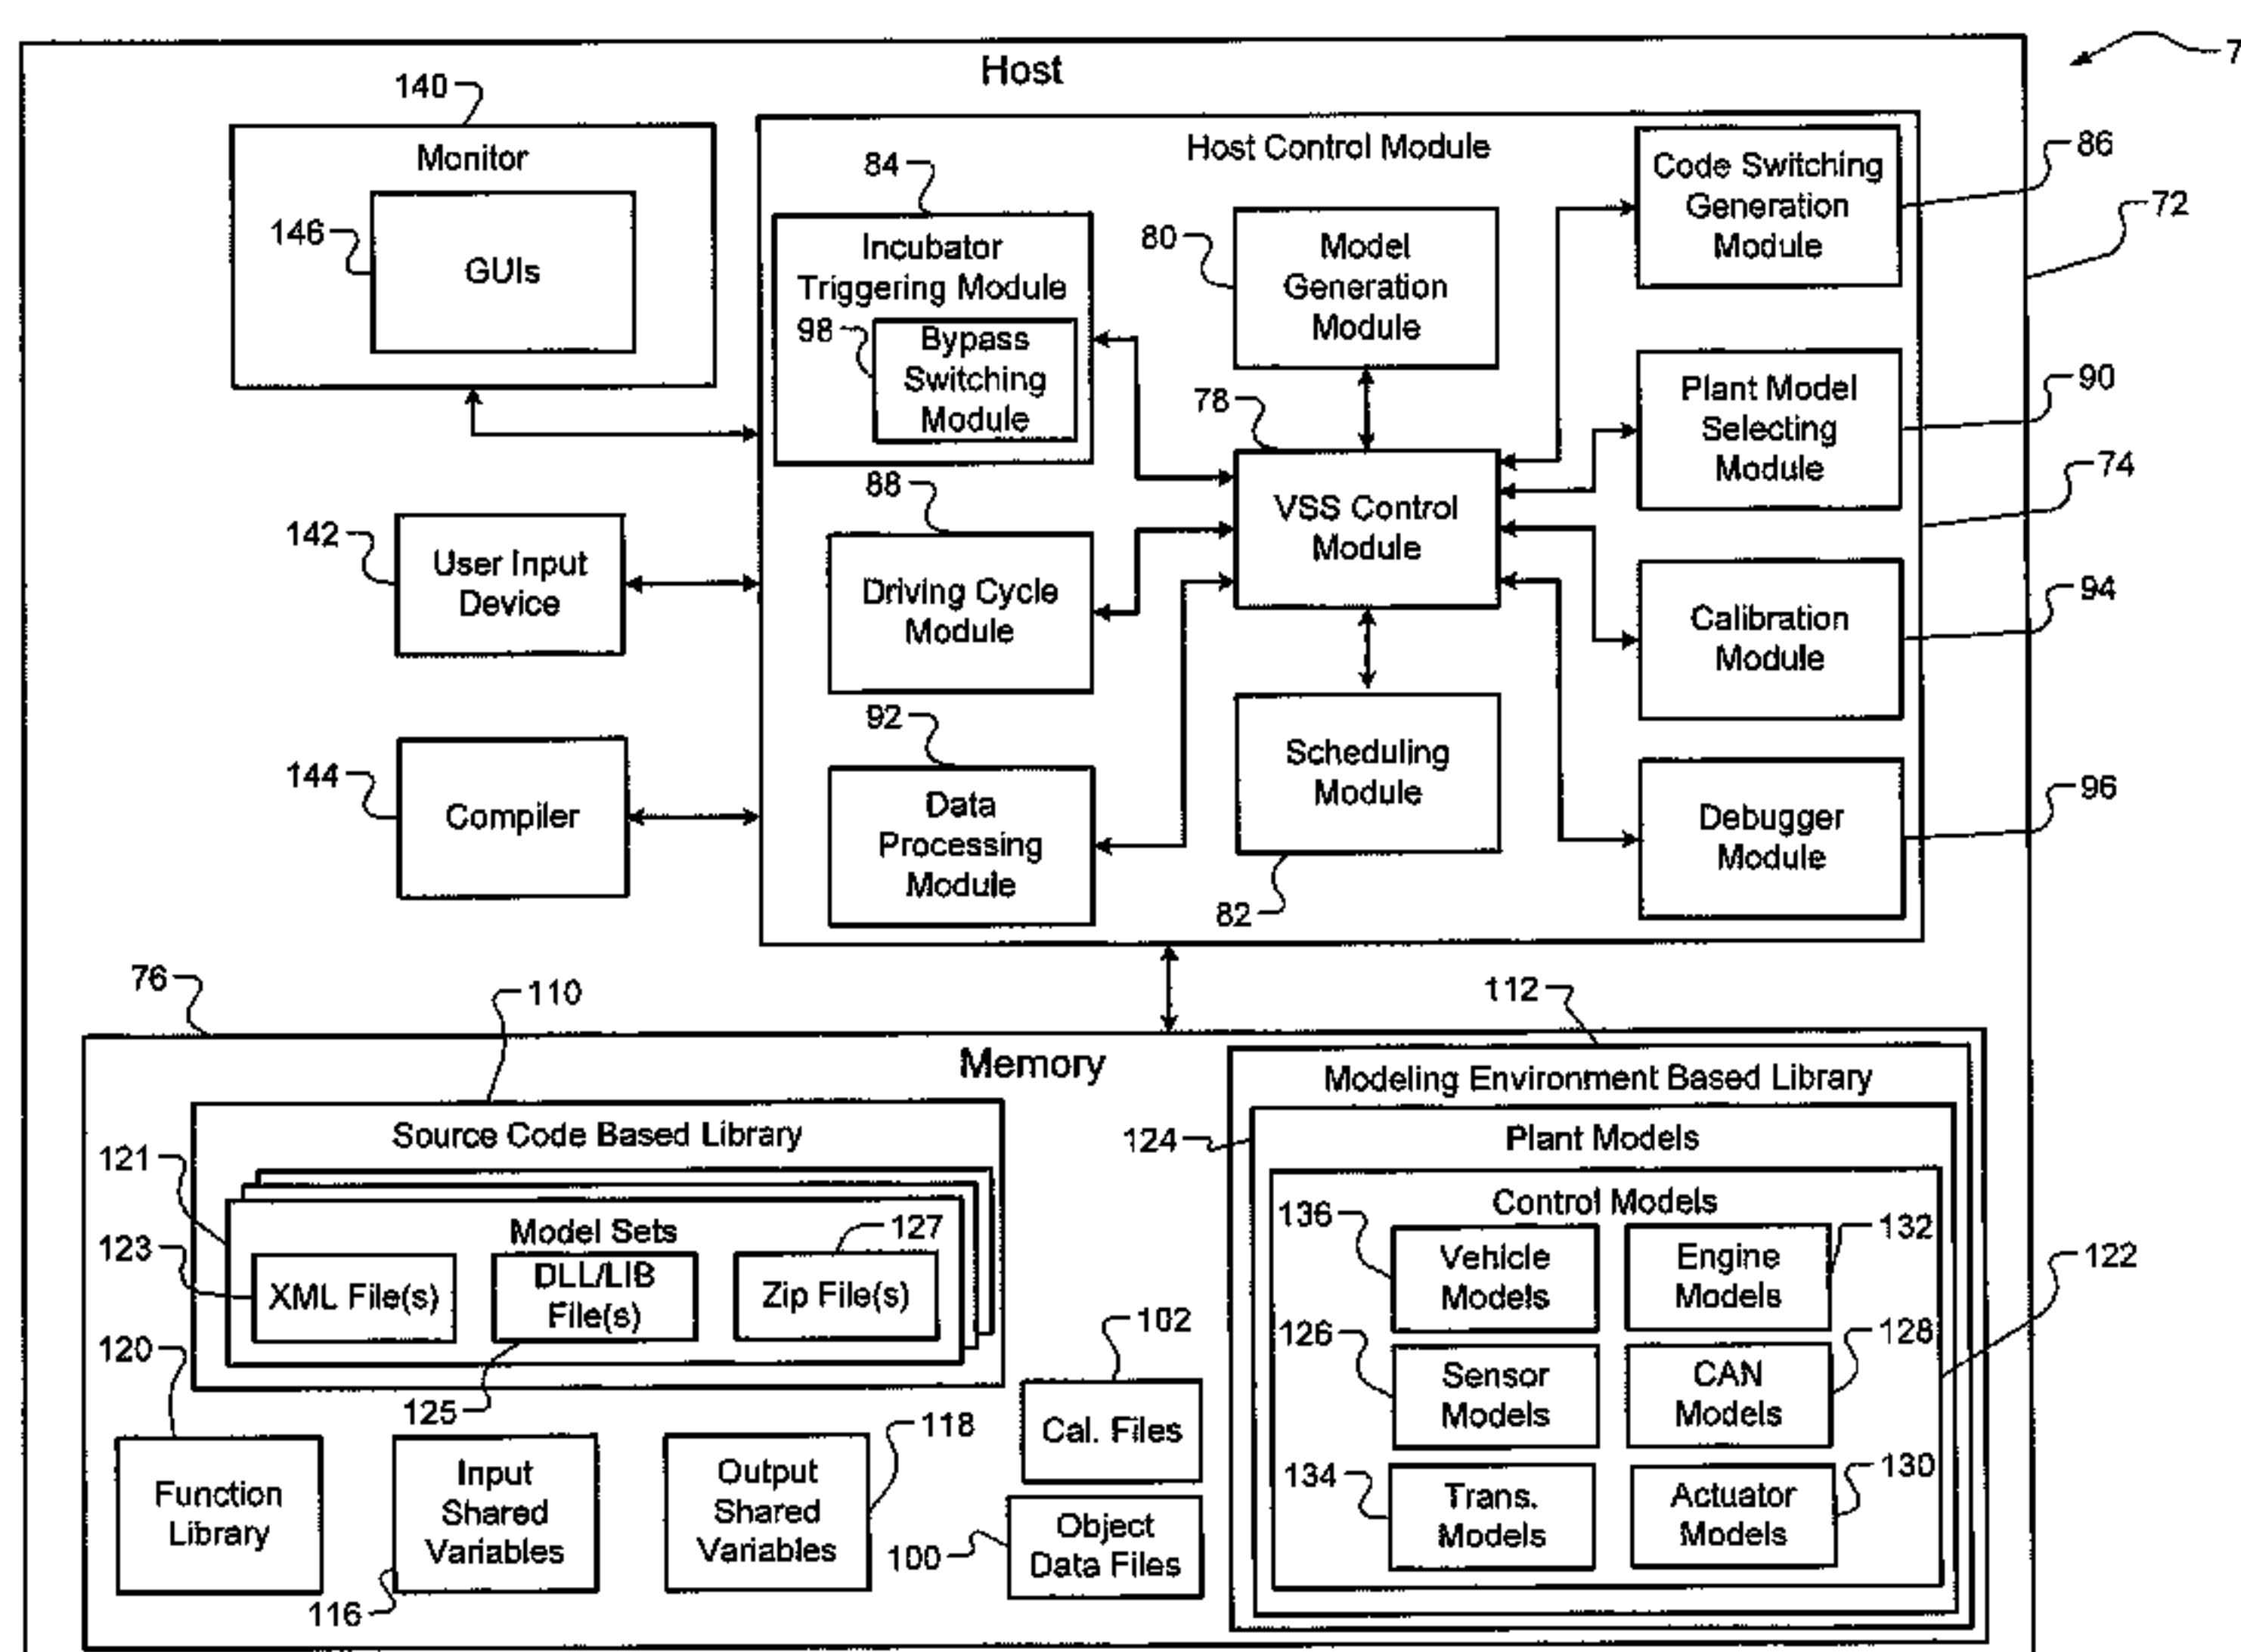 Host
7
140
Monitor
146
GUIs
Host Control Module
84
Incubator
Triggering Module
98
Bypass
Switching
Module
80
Model
Generation
Module
Code Switching
Generation
Module
86
72
78
VSS Control
Module
Plant Model
Selecting
Module
90
74
88
Driving Cycle
Module
142
User Input
Device
Calibration
Module
94
92
Data
Processing
Module
Scheduling
Module
82
144
Compiler
Debugger
Module
96
76
110
112
Memory
Source Code Based Library
121
Model Sets
123
XML File(s)
DLL/LIB
File(s)
125
127
Zip File(s)
Modeling Environment Based Library
124
Plant Models
Control Models
136
Vehicle
Models
Engine
Models
132
122
126
Sensor
Models
CAN
Models
128
134
Trans.
Models
Actuator
Models
130
120
Function
Library
Input
Shared
Variables
116
Output
Shared
Variables
118
102
Cal. Files
100
Object
Data Files